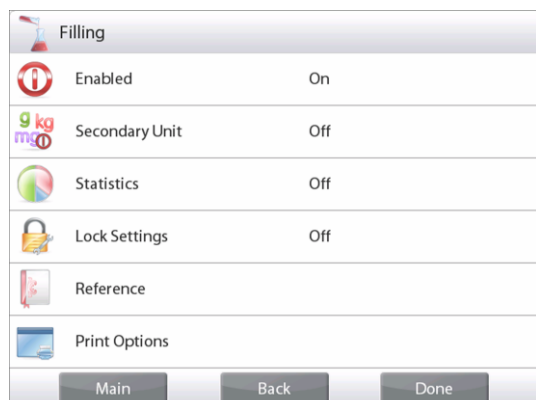 Filling
Enabled On
g kg
mg
Secondary Unit Off
Statistics Off
Lock Settings Off
Reference
Print Options
Main Back Done